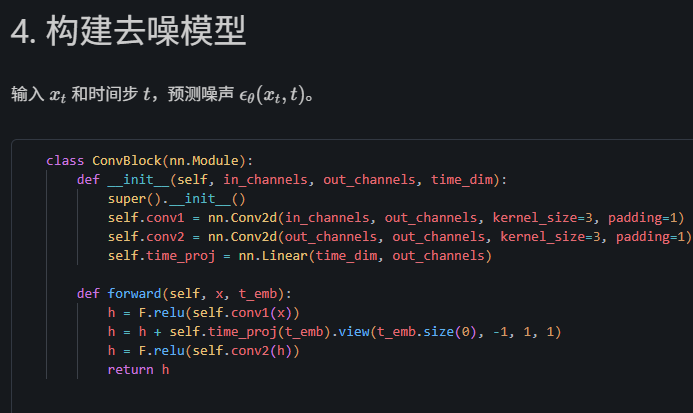 4. 构建去噪模型
输入 xₜ 和时间步 t，预测噪声 ϵ_θ(xₜ, t)。
class ConvBlock(nn.Module):
    def __init__(self, in_channels, out_channels, time_dim):
        super().__init__()
        self.conv1 = nn.Conv2d(in_channels, out_channels, kernel_size=3, padding=1)
        self.conv2 = nn.Conv2d(out_channels, out_channels, kernel_size=3, padding=1)
        self.time_proj = nn.Linear(time_dim, out_channels)
    def forward(self, x, t_emb):
        h = F.relu(self.conv1(x))
        h = h + self.time_proj(t_emb).view(t_emb.size(0), -1, 1, 1)
        h = F.relu(self.conv2(h))
        return h